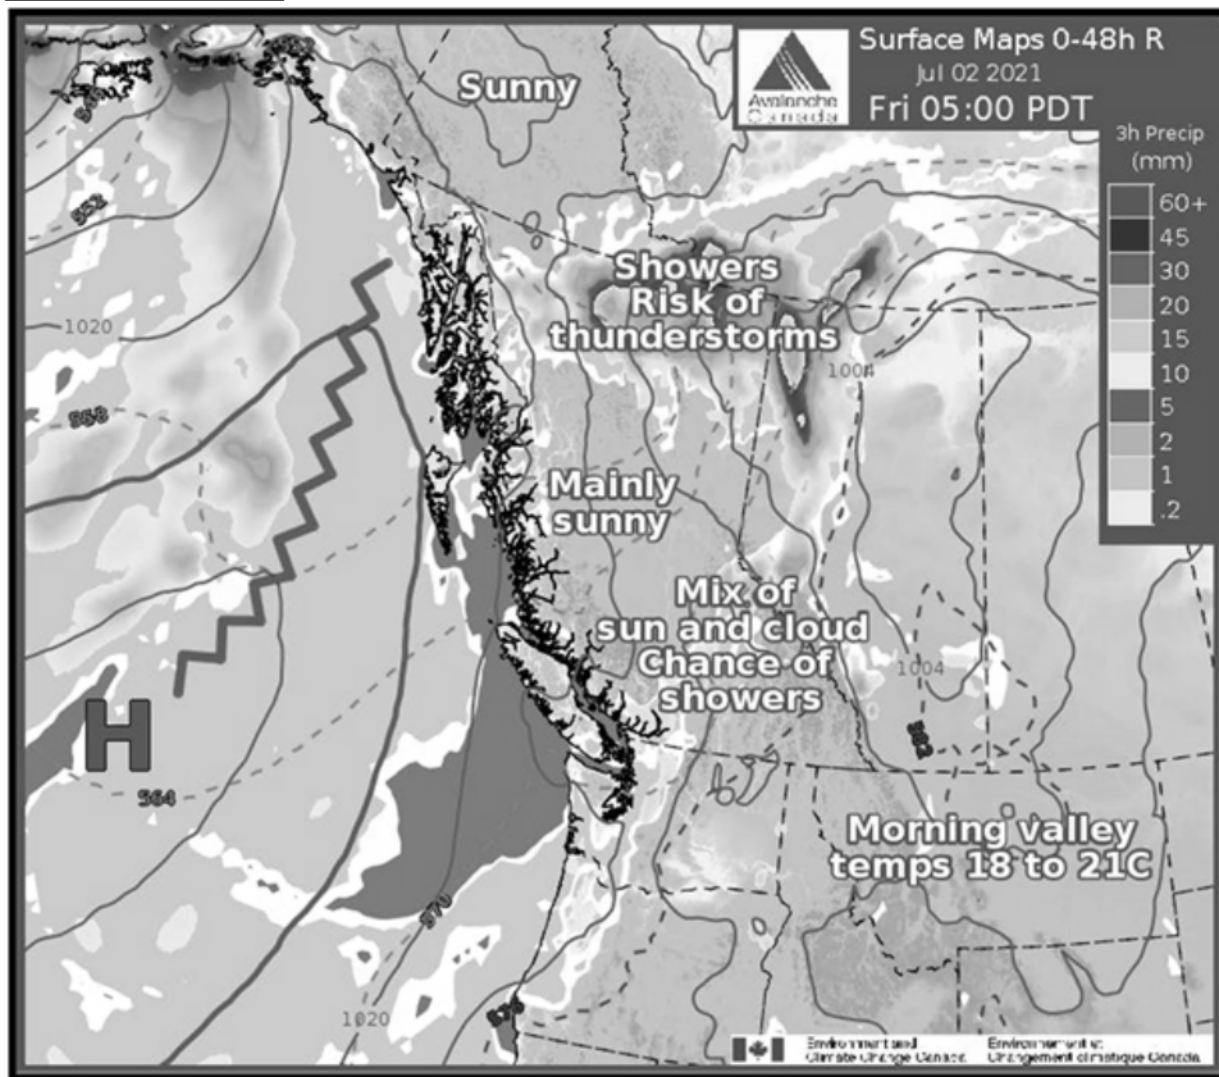 Surface Maps 0-48h R
Jul 02 2021
Fri 05:00 PDT
Avalanche
Canada
3h Precip
(mm)
60+
45
30
20
15
10
5
2
1
.2
Sunny
Showers
Risk of
thunderstorms
1020
1004
568
552
Mainly
sunny
Mix of
sun and cloud
Chance of
showers
1004
H
564
Morning valley
temps 18 to 21C
570
1020
Environment and
Climate Change Canada
Environnement et
Changement climatique Canada